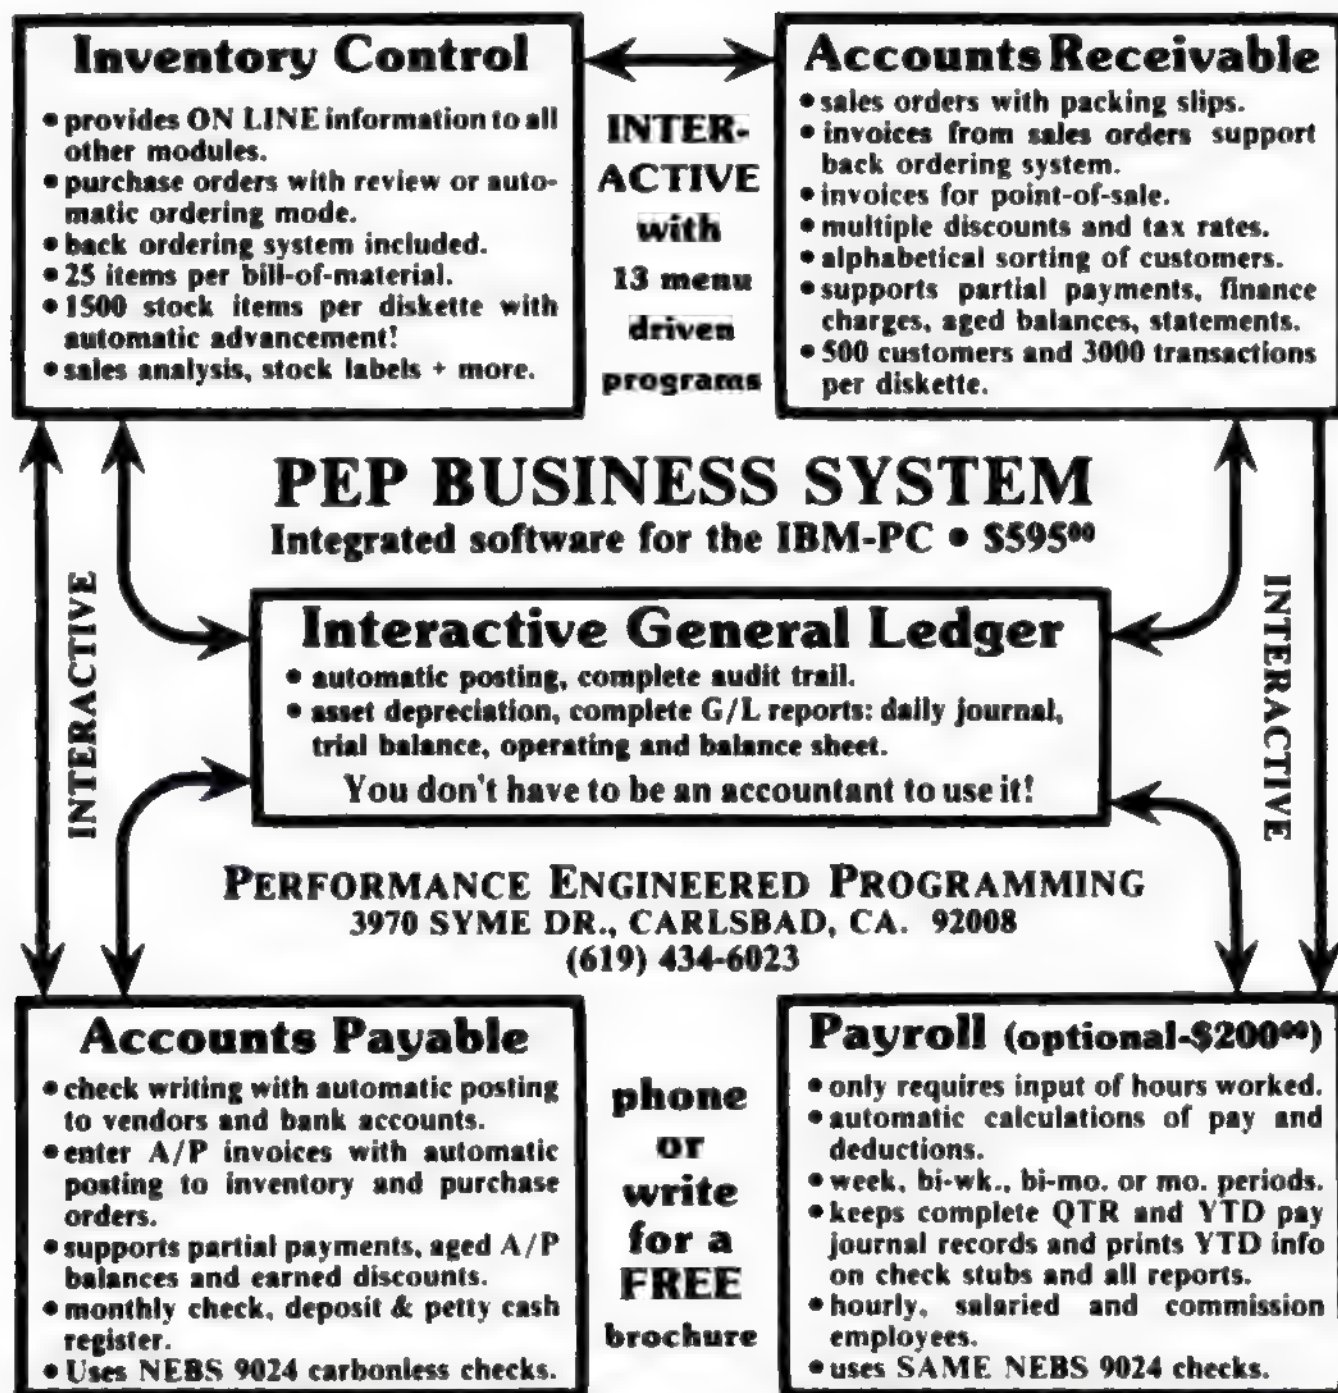 Inventory Control
• provides ON LINE information to all
other modules.
• purchase orders with review or auto-
matic ordering mode.
• back ordering system included.
• 25 items per bill-of-material.
• 1500 stock items per diskette with
automatic advancement!
• sales analysis, stock labels + more.
INTER-
ACTIVE
with
13 menu
driven
programs
Accounts Receivable
• sales orders with packing slips.
• invoices from sales orders support
back ordering system.
• invoices for point-of-sale.
• multiple discounts and tax rates.
• alphabetical sorting of customers.
• supports partial payments, finance
charges, aged balances, statements.
• 500 customers and 3000 transactions
per diskette.
PEP BUSINESS SYSTEM
Integrated software for the IBM-PC • $595⁰⁰
INTERACTIVE
Interactive General Ledger
• automatic posting, complete audit trail.
• asset depreciation, complete G/L reports: daily journal,
trial balance, operating and balance sheet.
You don't have to be an accountant to use it!
INTERACTIVE
PERFORMANCE ENGINEERED PROGRAMMING
3970 SYME DR., CARLSBAD, CA. 92008
(619) 434-6023
Accounts Payable
• check writing with automatic posting
to vendors and bank accounts.
• enter A/P invoices with automatic
posting to inventory and purchase
orders.
• supports partial payments, aged A/P
balances and earned discounts.
• monthly check, deposit & petty cash
register.
• Uses NEBS 9024 carbonless checks.
phone
or
write
for a
FREE
brochure
Payroll (optional-$200⁰⁰)
• only requires input of hours worked.
• automatic calculations of pay and
deductions.
• week, bi-wk., bi-mo. or mo. periods.
• keeps complete QTR and YTD pay
journal records and prints YTD info
on check stubs and all reports.
• hourly, salaried and commission
employees.
• uses SAME NEBS 9024 checks.